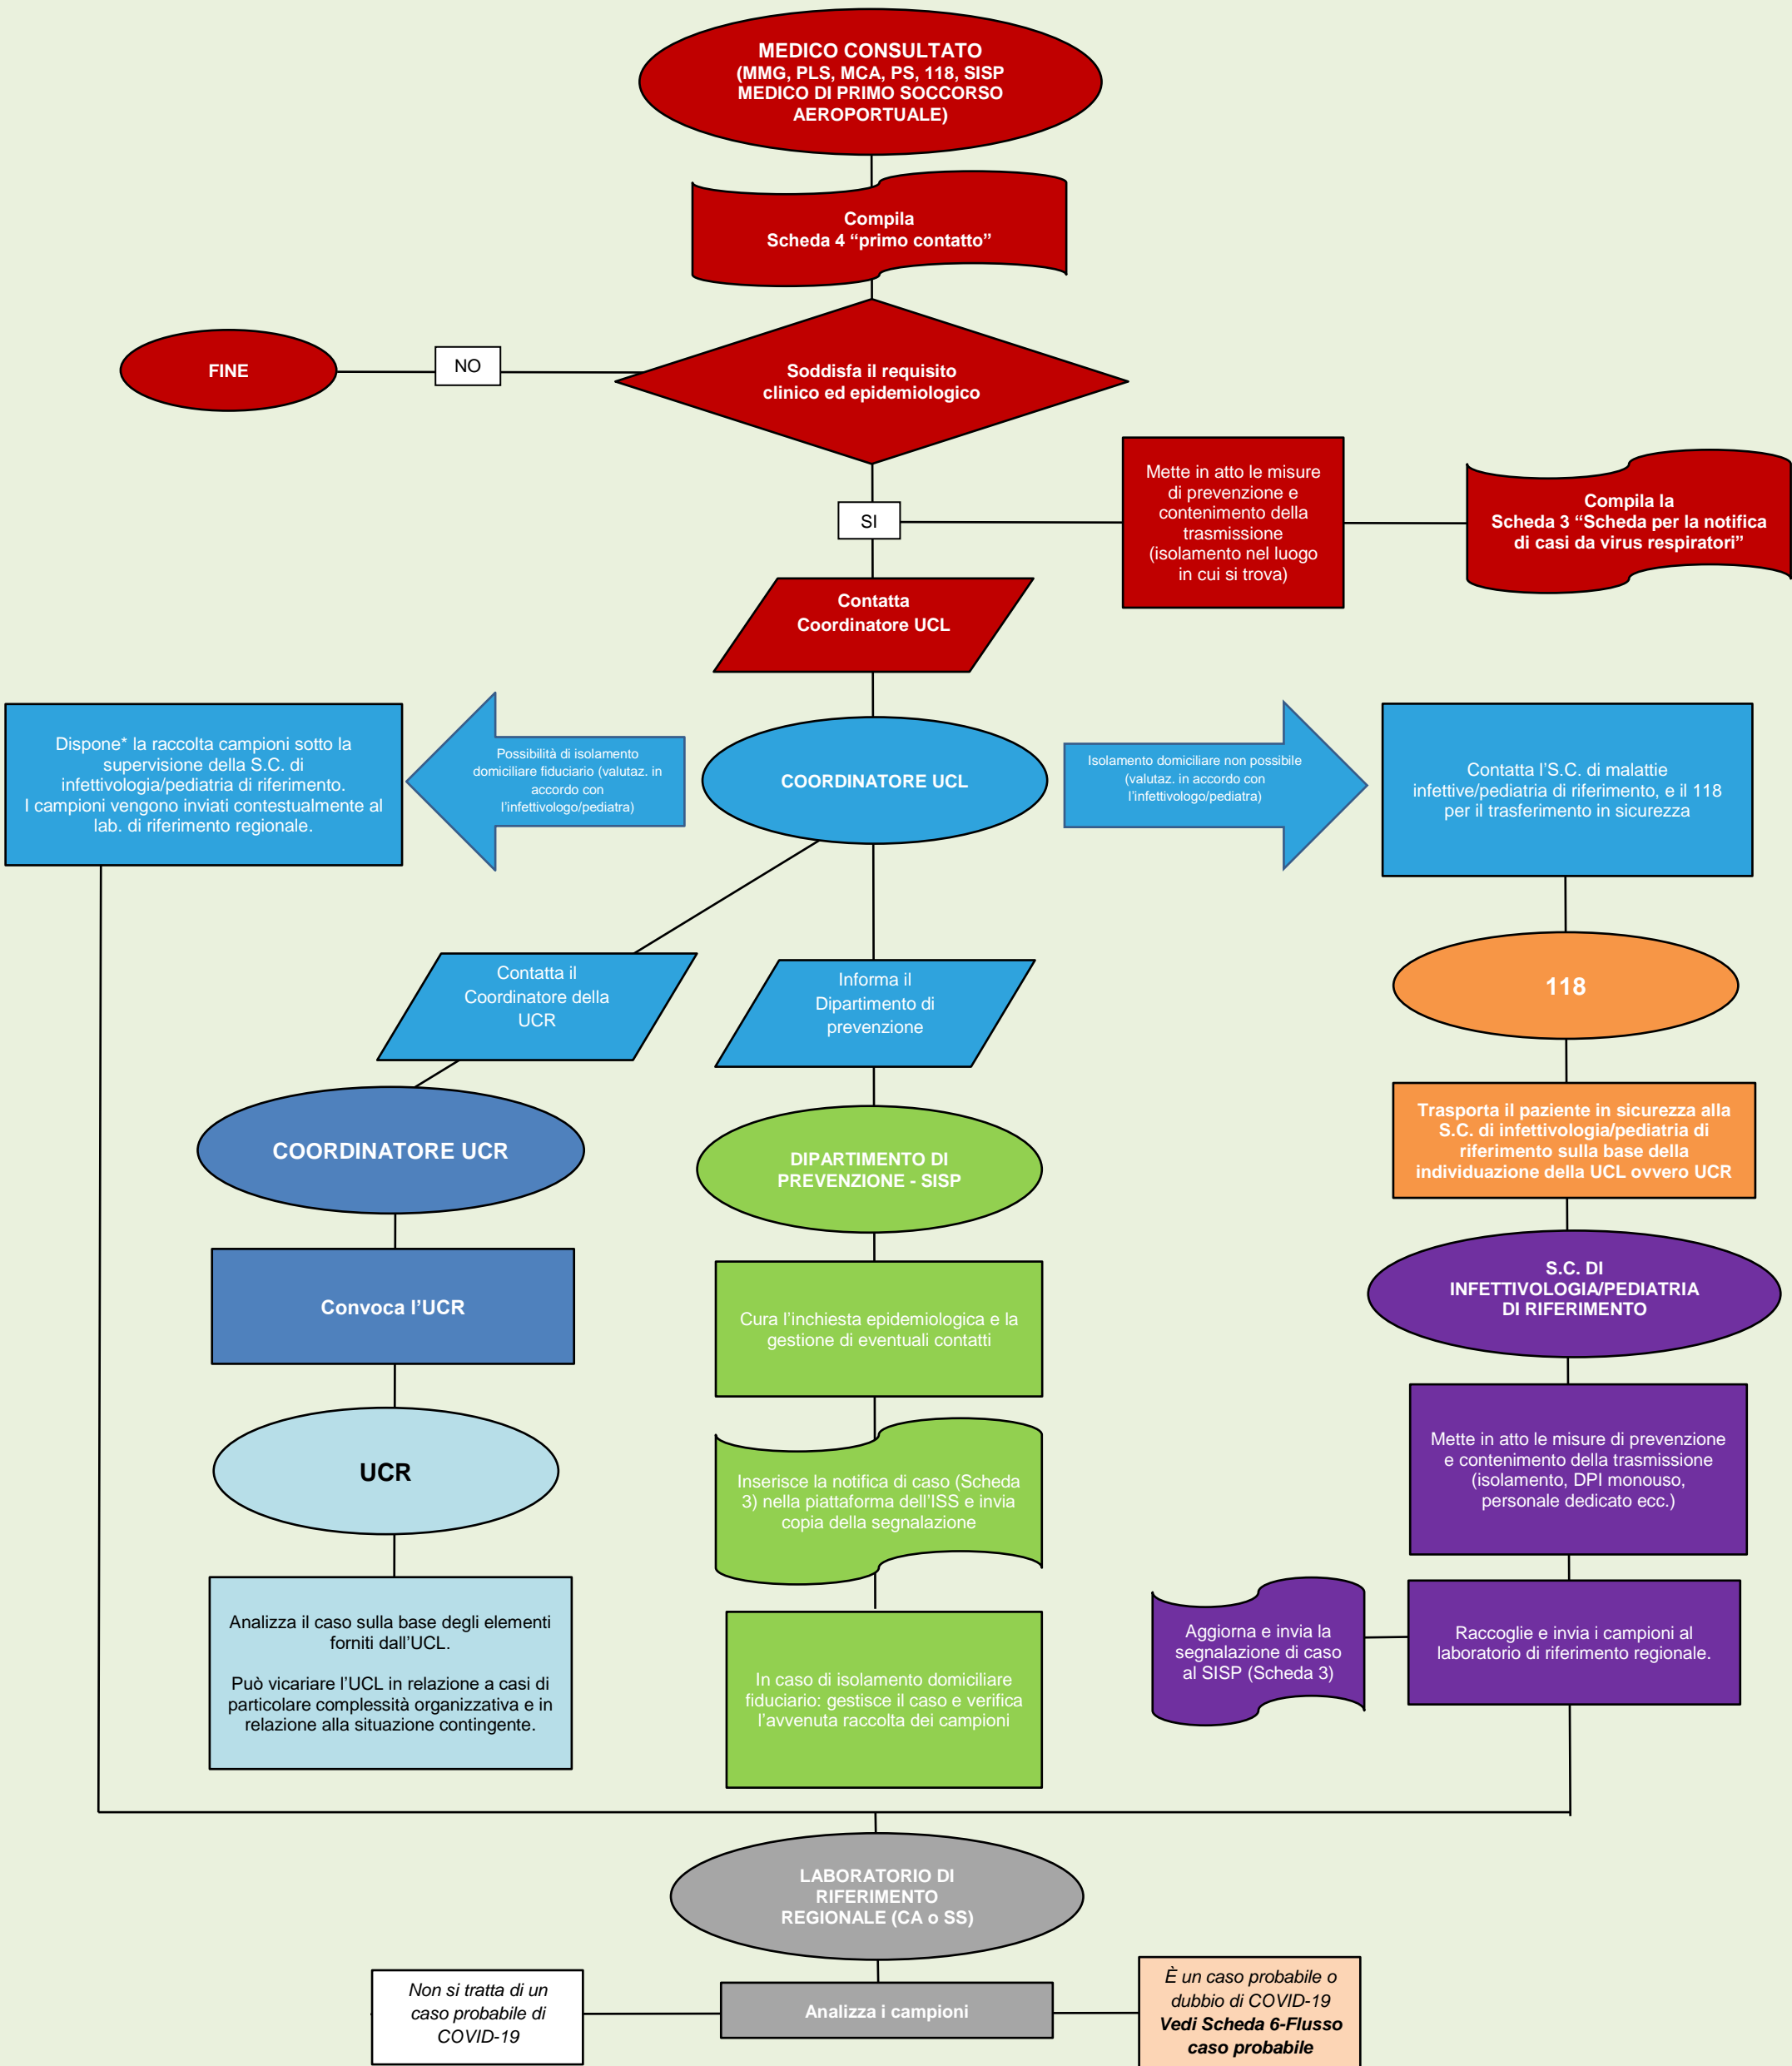 MEDICO CONSULTATO
(MMG, PLS, MCA, PS, 118, SISP
MEDICO DI PRIMO SOCCORSO
AEROPORTUALE)
Compila
Scheda 4 “primo contatto”
Soddisfa il requisito
clinico ed epidemiologico
NO
FINE
SI
Mette in atto le misure
di prevenzione e
contenimento della
trasmissione
(isolamento nel luogo
in cui si trova)
Compila la
Scheda 3 “Scheda per la notifica
di casi da virus respiratori”
Contatta
Coordinatore UCL
Dispone* la raccolta campioni sotto la
supervisione della S.C. di
infettivologia/pediatria di riferimento.
I campioni vengono inviati contestualmente al
lab. di riferimento regionale.
Possibilità di isolamento
domiciliare fiduciario (valutaz. in
accordo con
l’infettivologo/pediatra)
COORDINATORE UCL
Isolamento domiciliare non possibile
(valutaz. in accordo con
l’infettivologo/pediatra)
Contatta l’S.C. di malattie
infettive/pediatria di riferimento, e il 118
per il trasferimento in sicurezza
Contatta il
Coordinatore della
UCR
Informa il
Dipartimento di
prevenzione
118
COORDINATORE UCR
DIPARTIMENTO DI
PREVENZIONE - SISP
Trasporta il paziente in sicurezza alla
S.C. di infettivologia/pediatria di
riferimento sulla base della
individuazione della UCL ovvero UCR
Convoca l’UCR
Cura l’inchiesta epidemiologica e la
gestione di eventuali contatti
S.C. DI
INFETTIVOLOGIA/PEDIATRIA
DI RIFERIMENTO
UCR
Inserisce la notifica di caso (Scheda
3) nella piattaforma dell’ISS e invia
copia della segnalazione
Mette in atto le misure di prevenzione
e contenimento della trasmissione
(isolamento, DPI monouso,
personale dedicato ecc.)
Analizza il caso sulla base degli elementi
forniti dall’UCL.
Può vicariare l’UCL in relazione a casi di
particolare complessità organizzativa e in
relazione alla situazione contingente.
In caso di isolamento domiciliare
fiduciario: gestisce il caso e verifica
l’avvenuta raccolta dei campioni
Aggiorna e invia la
segnalazione di caso
al SISP (Scheda 3)
Raccoglie e invia i campioni al
laboratorio di riferimento regionale.
LABORATORIO DI
RIFERIMENTO
REGIONALE (CA o SS)
Non si tratta di un
caso probabile di
COVID-19
Analizza i campioni
È un caso probabile o
dubbio di COVID-19
Vedi Scheda 6-Flusso
caso probabile